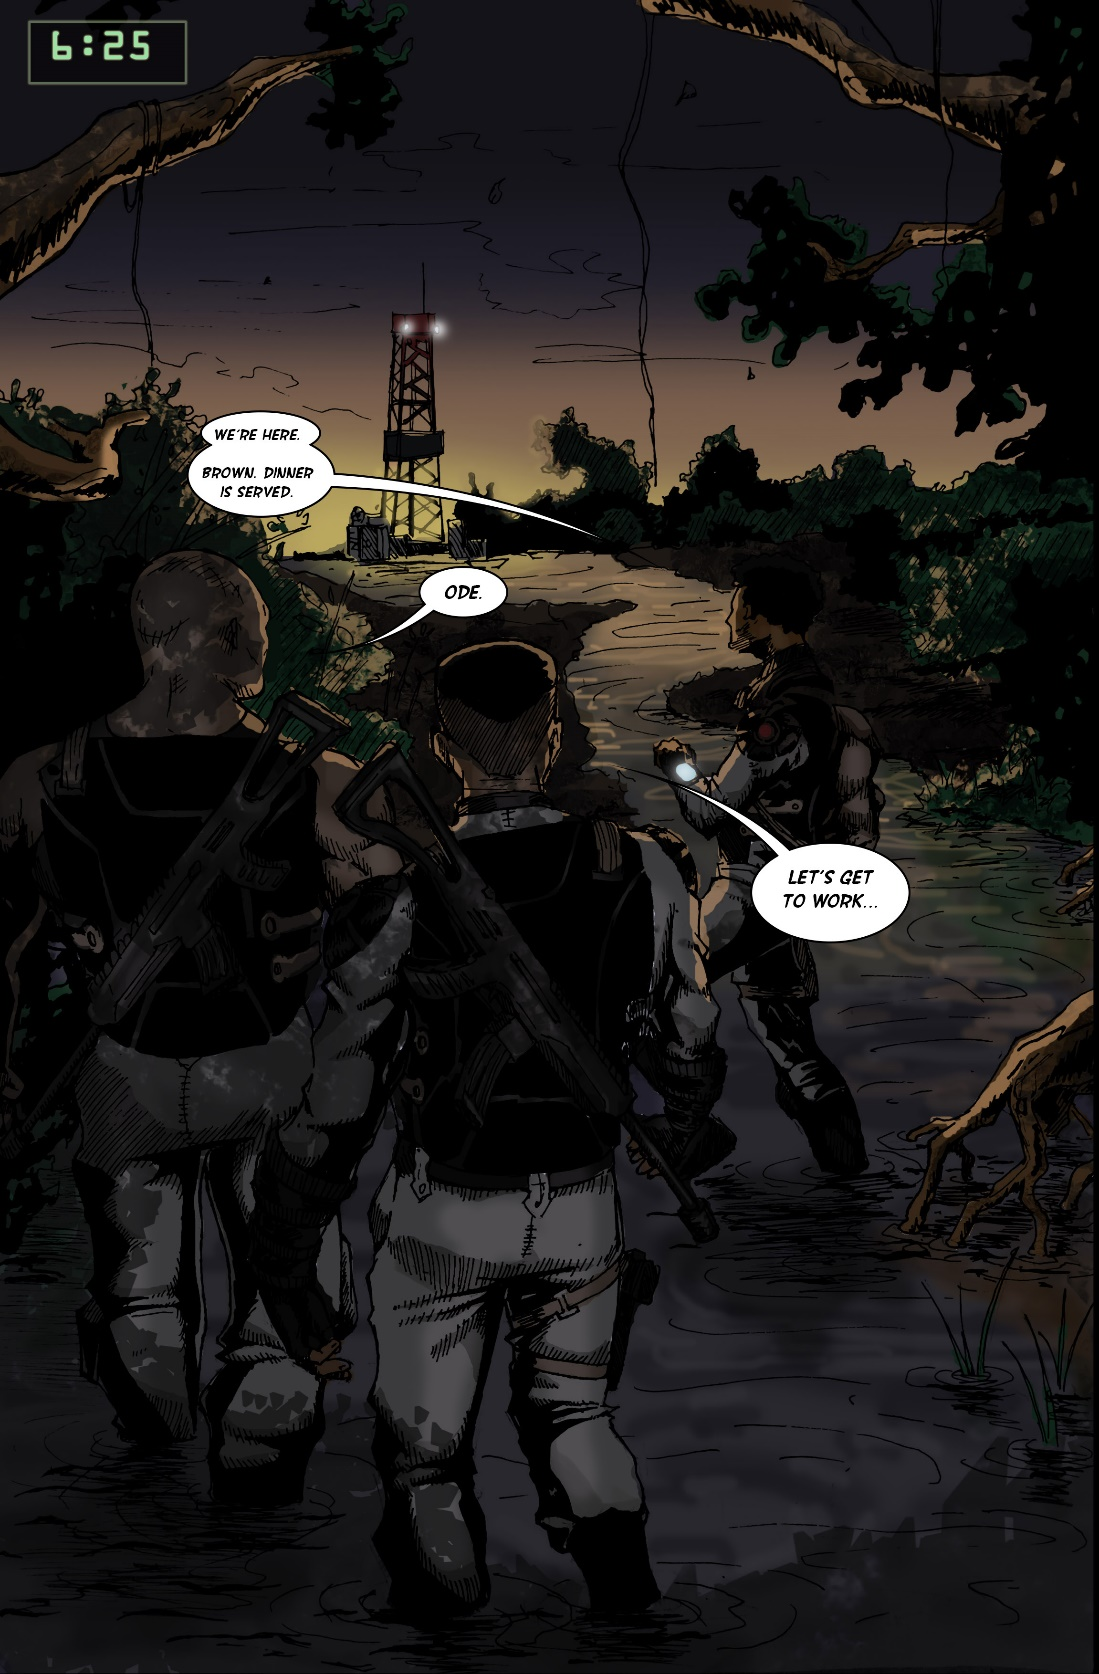 6:25
WE'RE HERE.
BROWN. DINNER
IS SERVED.
ODE.
LET'S GET
TO WORK...